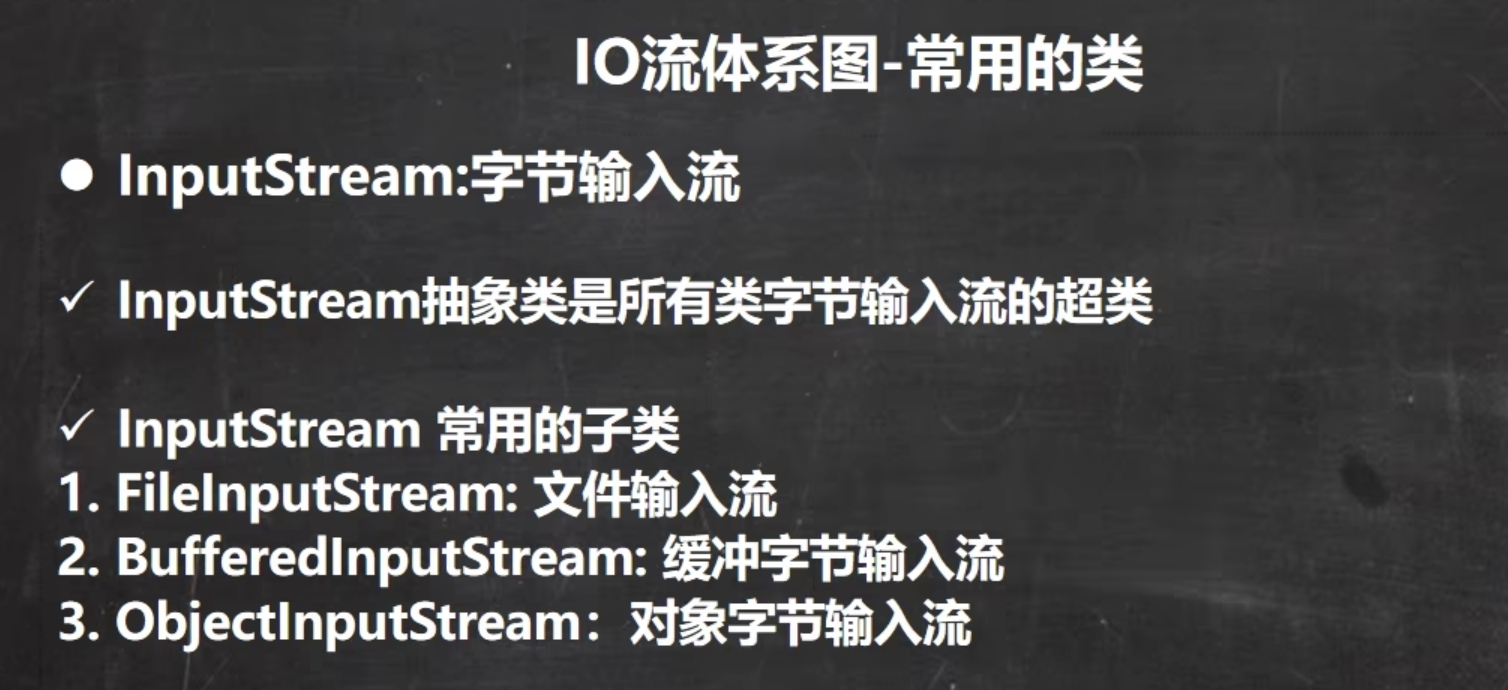 IO流体系图-常用的类
● InputStream:字节输入流
✓ InputStream抽象类是所有类字节输入流的超类
✓ InputStream 常用的子类
1. FileInputStream: 文件输入流
2. BufferedInputStream: 缓冲字节输入流
3. ObjectInputStream：对象字节输入流